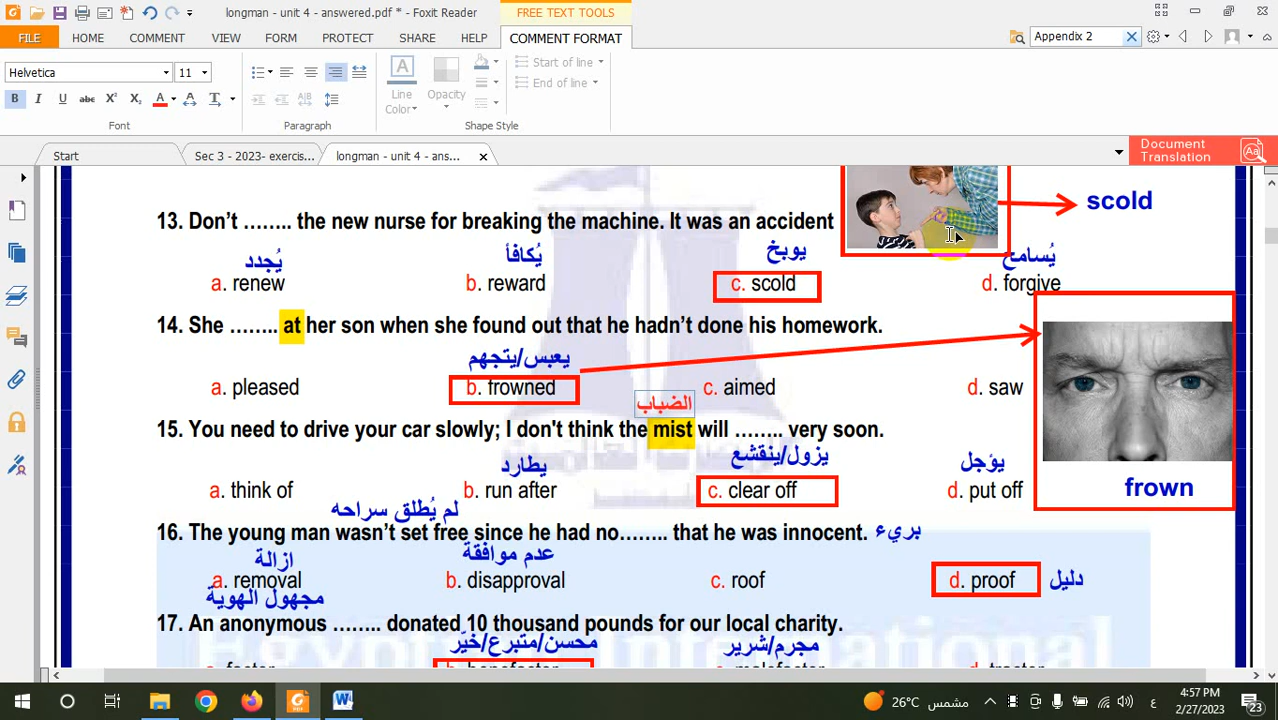 longman - unit 4 - answered.pdf * - Foxit Reader
FREE TEXT TOOLS
FILE HOME COMMENT VIEW FORM PROTECT SHARE HELP COMMENT FORMAT
Appendix 2
Helvetica 11
Start of line
End of line
Line Color
Opacity
Font
Paragraph
Shape Style
Start
Sec 3 - 2023- exercis...
longman - unit 4 - ans...
Document Translation
scold
13. Don't …….. the new nurse for breaking the machine. It was an accident
يُجدد يُكافأ يوبخ يُسامح
a. renew b. reward c. scold d. forgive
14. She …….. at her son when she found out that he hadn't done his homework.
يعبس/يتجهم
a. pleased b. frowned c. aimed d. saw
الضباب
15. You need to drive your car slowly; I don't think the mist will …….. very soon.
يطارد يزول/ينقشع يؤجل
a. think of b. run after c. clear off d. put off
frown
لم يُطلق سراحه
16. The young man wasn't set free since he had no…….. that he was innocent. بريء
ازالة عدم موافقة
a. removal b. disapproval c. roof d. proof دليل
مجهول الهوية
17. An anonymous …….. donated 10 thousand pounds for our local charity.
محسن/متبرع/خيّر مجرم/شرير
26°C مشمس
ع
4:57 PM
2/27/2023
23